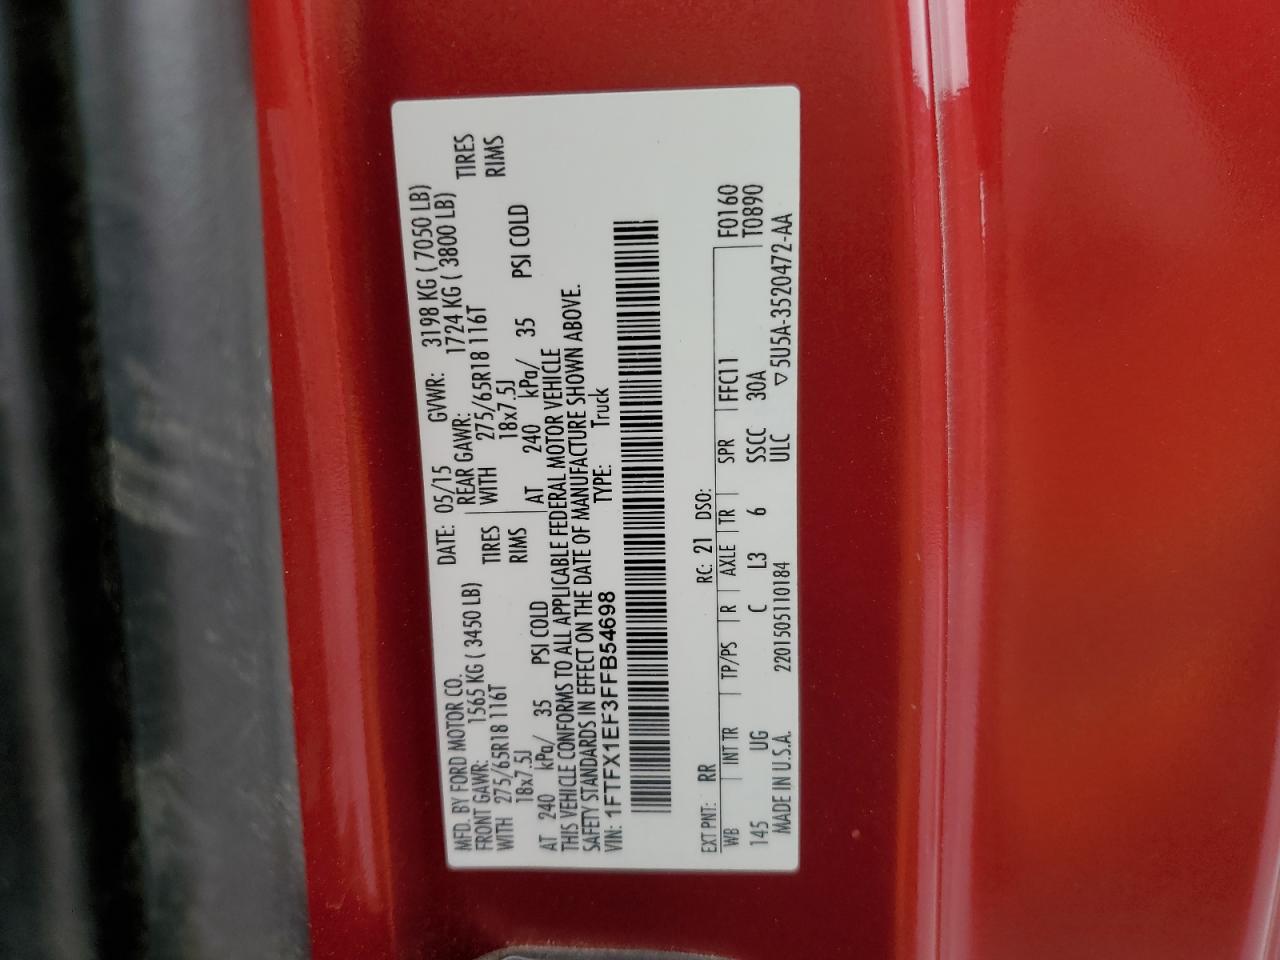 MFD. BY FORD MOTOR CO. DATE: 05/15 GVWR: 3198 KG ( 7050 LB)
FRONT GAWR: 1565 KG ( 3450 LB) REAR GAWR: 1724 KG ( 3800 LB)
WITH 275/65R18 116T TIRES WITH 275/65R18 116T TIRES
18x7.5J RIMS 18x7.5J RIMS
AT 240 kPa/ 35 PSI COLD AT 240 kPa/ 35 PSI COLD
THIS VEHICLE CONFORMS TO ALL APPLICABLE FEDERAL MOTOR VEHICLE
SAFETY STANDARDS IN EFFECT ON THE DATE OF MANUFACTURE SHOWN ABOVE.
VIN: 1FTFX1EF3FFB54698 TYPE: Truck
EXT PNT: RR RC: 21 DSO: F0160
WB INT TR TP/PS R AXLE TR SPR FFC11 T0890
145 UG C L3 6 SSCC 30A
MADE IN U.S.A. 2201505110184 ULC ▽5U5A-3520472-AA